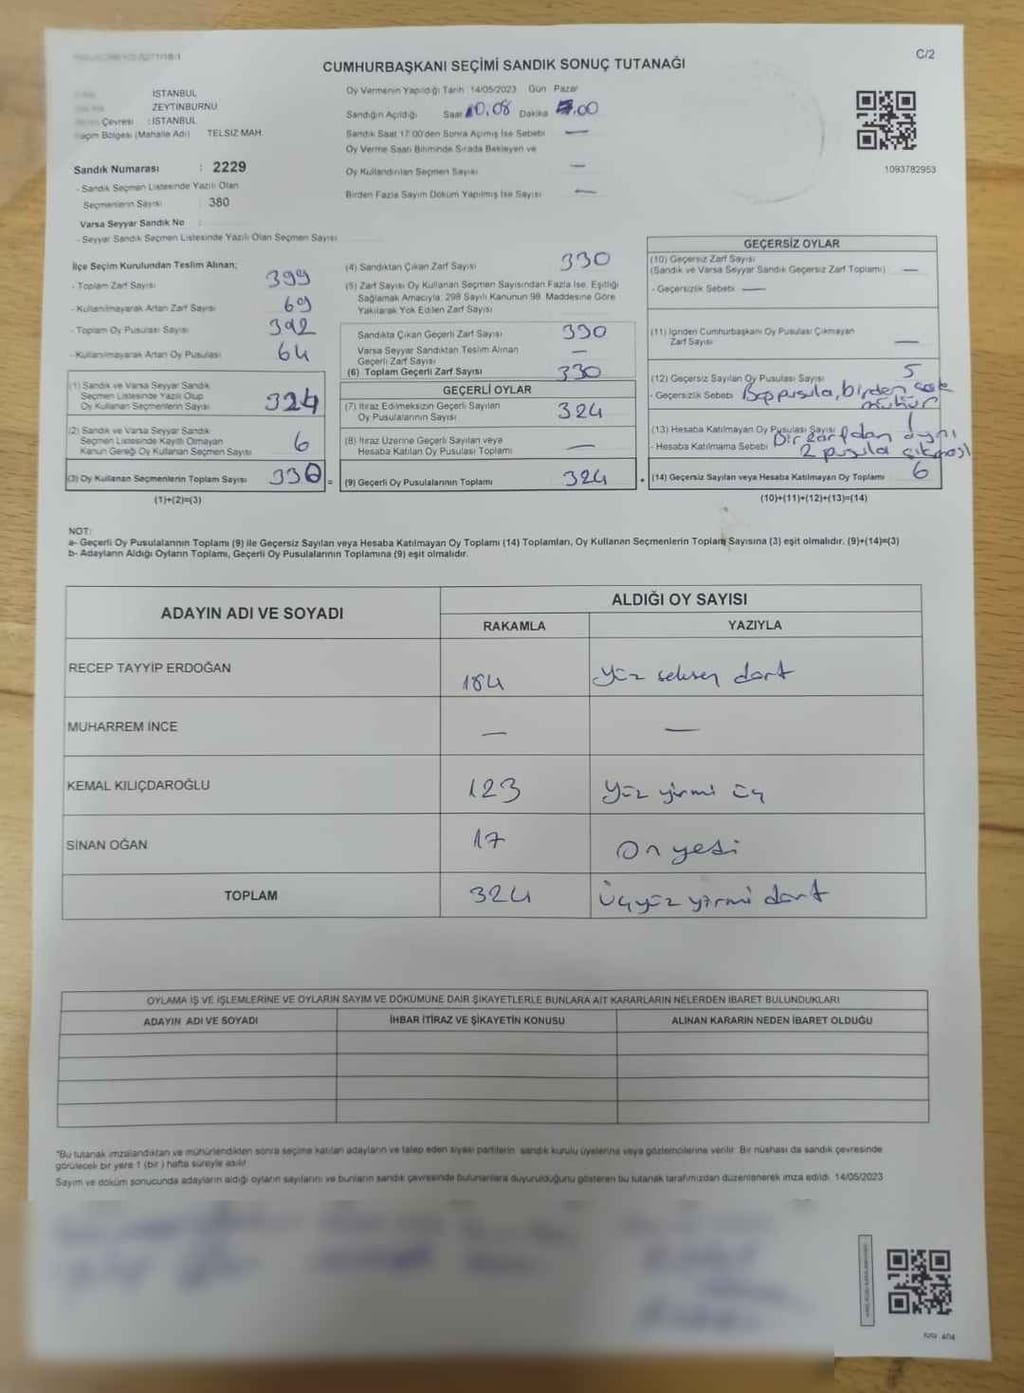 C/2
CUMHURBAŞKANI SEÇİMİ SANDIK SONUÇ TUTANAĞI
İSTANBUL
ZEYTİNBURNU
Çevresi : İSTANBUL
Bölgesi (Mahalle Adı) TELSİZ MAH.
Sandık Numarası : 2229
- Sandık Seçmen Listesinde Yazılı Olan
Seçmenlerin Sayısı 380
Varsa Seyyar Sandık No
- Seyyar Sandık Seçmen Listesinde Yazılı Olan Seçmen Sayısı
Oy Vermenin Yapıldığı Tarih 14/05/2023 Gün Pazar
Sandığın Açıldığı Saat Dakika
Sandık Saat 17:00'den Sonra Açılmış İse Sebebi —
Oy Verme Saati Bitiminde Sırada Bekleyen ve
Oy Kullandırılan Seçmen Sayısı —
Birden Fazla Sayım Döküm Yapılmış İse Sayısı —
1093782953
İlçe Seçim Kurulundan Teslim Alınan;
- Toplam Zarf Sayısı 399
- Kullanılmayarak Artan Zarf Sayısı 69
- Toplam Oy Pusulası Sayısı 392
- Kullanılmayarak Artan Oy Pusulası 64
(1) Sandık ve Varsa Seyyar Sandık
Seçmen Listesinde Yazılı Olup
Oy Kullanan Seçmenlerin Sayısı 324
(2) Sandık ve Varsa Seyyar Sandık
Seçmen Listesinde Kayıtlı Olmayan
Kanun Gereği Oy Kullanan Seçmen Sayısı 6
(3) Oy Kullanan Seçmenlerin Toplam Sayısı 330 =
(1)+(2)=(3)
(4) Sandıktan Çıkan Zarf Sayısı 330
(5) Zarf Sayısı Oy Kullanan Seçmen Sayısından Fazla İse, Eşitliği
Sağlamak Amacıyla, 298 Sayılı Kanunun 98. Maddesine Göre
Yakılarak Yok Edilen Zarf Sayısı
Sandıkta Çıkan Geçerli Zarf Sayısı 330
Varsa Seyyar Sandıktan Teslim Alınan
Geçerli Zarf Sayısı —
(6) Toplam Geçerli Zarf Sayısı 330
GEÇERLİ OYLAR
(7) İtiraz Edilmeksizin Geçerli Sayılan
Oy Pusulalarının Sayısı 324
(8) İtiraz Üzerine Geçerli Sayılan veya
Hesaba Katılan Oy Pusulası Toplamı —
(9) Geçerli Oy Pusulalarının Toplamı 324
GEÇERSİZ OYLAR
(10) Geçersiz Zarf Sayısı
(Sandık ve Varsa Seyyar Sandık Geçersiz Zarf Toplamı) —
- Geçersizlik Sebebi —
(11) İçinden Cumhurbaşkanı Oy Pusulası Çıkmayan
Zarf Sayısı —
(12) Geçersiz Sayılan Oy Pusulası Sayısı 5
- Geçersizlik Sebebi Boş pusula, birden çok
mühür
(13) Hesaba Katılmayan Oy Pusulası Sayısı 1
- Hesaba Katılmama Sebebi Bir zarfdan aynı
2 pusula çıkması
(14) Geçersiz Sayılan veya Hesaba Katılmayan Oy Toplamı 6
(10)+(11)+(12)+(13)=(14)
NOT:
a- Geçerli Oy Pusulalarının Toplamı (9) ile Geçersiz Sayılan veya Hesaba Katılmayan Oy Toplamı (14) Toplamları, Oy Kullanan Seçmenlerin Toplam Sayısına (3) eşit olmalıdır. (9)+(14)=(3)
b- Adayların Aldığı Oyların Toplamı, Geçerli Oy Pusulalarının Toplamına (9) eşit olmalıdır.
ADAYIN ADI VE SOYADI ALDIĞI OY SAYISI
RAKAMLA YAZIYLA
RECEP TAYYİP ERDOĞAN 184 Yüz seksen dört
MUHARREM İNCE — —
KEMAL KILIÇDAROĞLU 123 Yüz yirmi üç
SİNAN OĞAN 17 On yedi
TOPLAM 324 Üçyüz yirmi dört
OYLAMA İŞ VE İŞLEMLERİNE VE OYLARIN SAYIM VE DÖKÜMÜNE DAİR ŞİKAYETLERLE BUNLARA AİT KARARLARIN NELERDEN İBARET BULUNDUKLARI
ADAYIN ADI VE SOYADI İHBAR İTİRAZ VE ŞİKAYETİN KONUSU ALINAN KARARIN NEDEN İBARET OLDUĞU
*Bu tutanak imzalandıktan ve mühürlendikten sonra seçime katılan adayların ve talep eden siyasi partilerin sandık kurulu üyelerine veya gözlemcilerine verilir. Bir nüshası da sandık çevresinde
görülecek bir yere 1 (bir) hafta süreyle asılır.
Sayım ve döküm sonucunda adayların aldığı oyların sayılarını ve bunların sandık çevresinde bulunanlara duyurulduğunu gösteren bu tutanak tarafımızdan düzenlenerek imza edildi. 14/05/2023